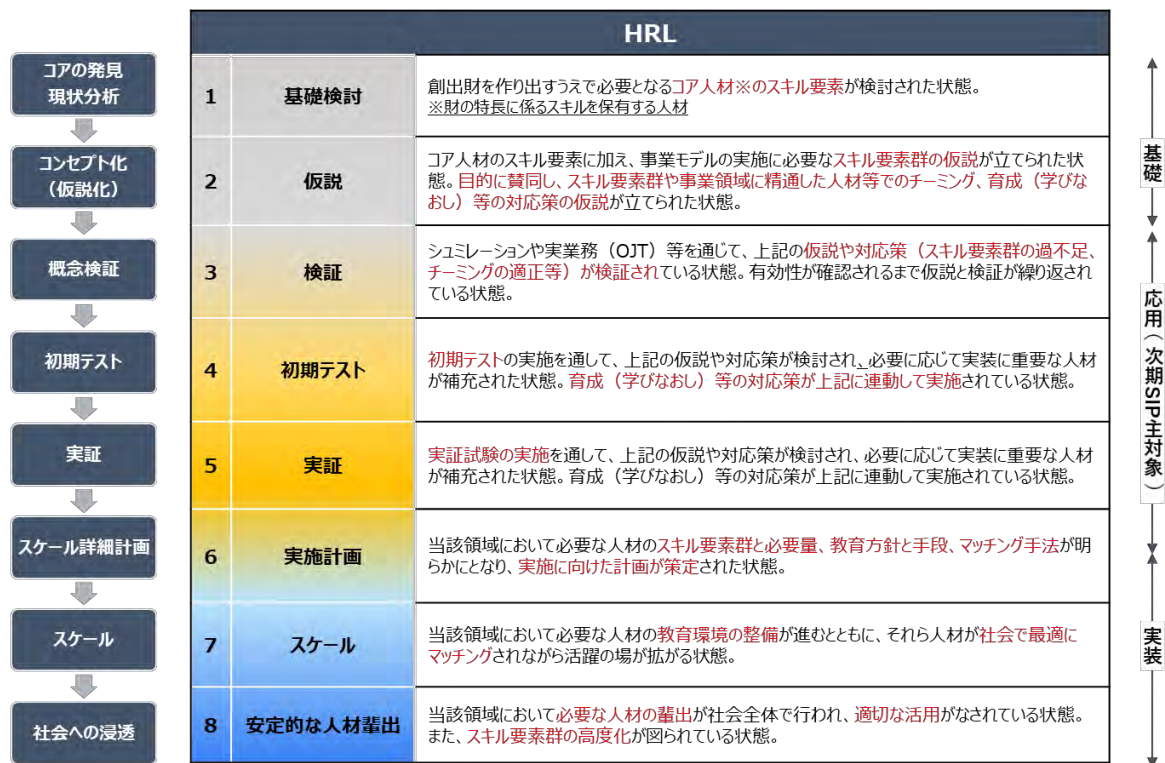 HRL
コアの発見
現状分析
1
基礎検討
創出財を作り出すうえで必要となるコア人材※のスキル要素が検討された状態。
※財の特長に係るスキルを保有する人材
コンセプト化
（仮説化）
2
仮説
コア人材のスキル要素に加え、事業モデルの実施に必要なスキル要素群の仮説が立てられた状
態。目的に賛同し、スキル要素群や事業領域に精通した人材等でのチーミング、育成（学びな
おし）等の対応策の仮説が立てられた状態。
概念検証
3
検証
シュミレーションや実業務（OJT）等を通じて、上記の仮説や対応策（スキル要素群の過不足、
チーミングの適正等）が検証されている状態。有効性が確認されるまで仮説と検証が繰り返され
ている状態。
初期テスト
4
初期テスト
初期テストの実施を通して、上記の仮説や対応策が検討され、必要に応じて実装に重要な人材
が補充された状態。育成（学びなおし）等の対応策が上記に連動して実施されている状態。
実証
5
実証
実証試験の実施を通して、上記の仮説や対応策が検討され、必要に応じて実装に重要な人材
が補充された状態。育成（学びなおし）等の対応策が上記に連動して実施されている状態。
スケール詳細計画
6
実施計画
当該領域において必要な人材のスキル要素群と必要量、教育方針と手段、マッチング手法が明
らかにとなり、実施に向けた計画が策定された状態。
スケール
7
スケール
当該領域において必要な人材の教育環境の整備が進むとともに、それら人材が社会で最適に
マッチングされながら活躍の場が拡がる状態。
社会への浸透
8
安定的な人材輩出
当該領域において必要な人材の輩出が社会全体で行われ、適切な活用がなされている状態。
また、スキル要素群の高度化が図られている状態。
基礎
応用（次期SIP主対象）
実装